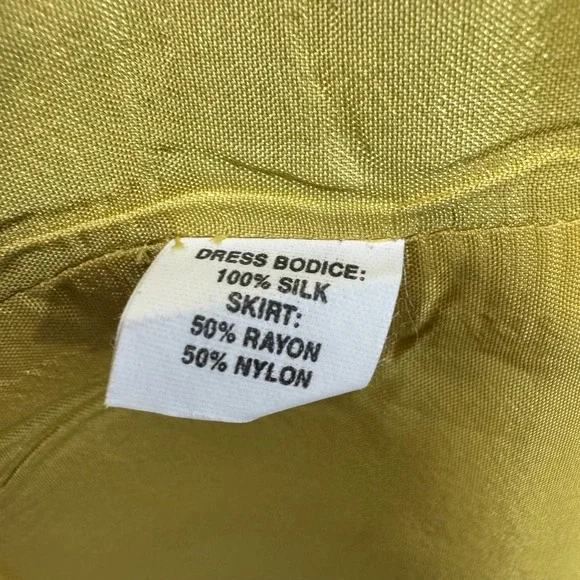 DRESS BODICE:
100% SILK
SKIRT:
50% RAYON
50% NYLON